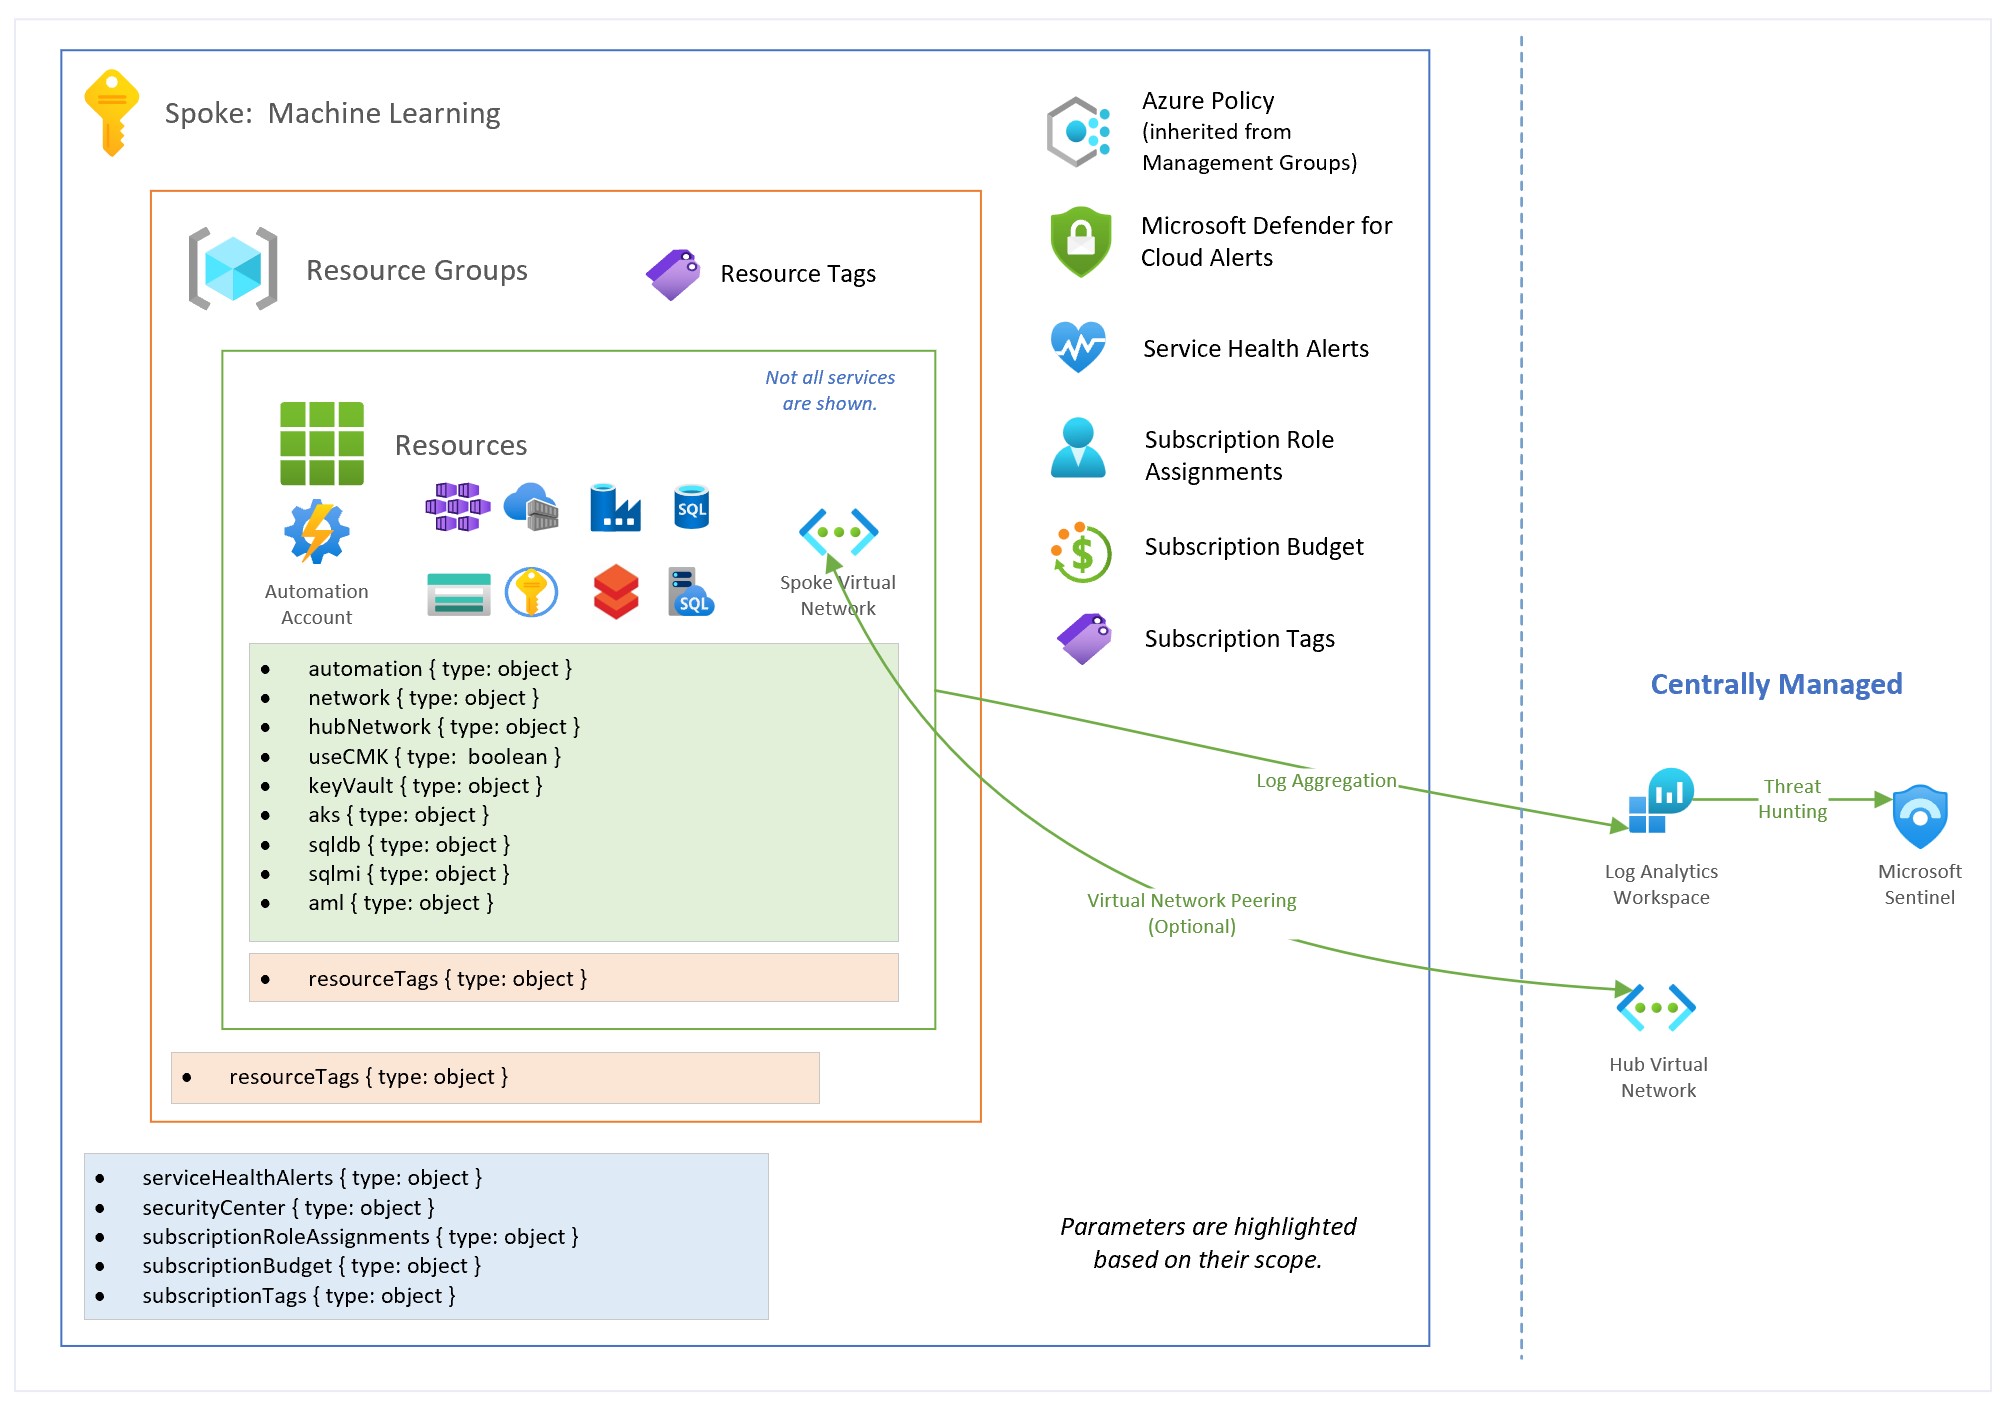 Spoke:  Machine Learning
Azure Policy
(inherited from
Management Groups)
Microsoft Defender for
Cloud Alerts
Service Health Alerts
Subscription Role
Assignments
Subscription Budget
Subscription Tags
Resource Groups
Resource Tags
Not all services
are shown.
Resources
SQL
SQL
Automation
Account
Spoke Virtual
Network
• automation { type: object }
• network { type: object }
• hubNetwork { type: object }
• useCMK { type:  boolean }
• keyVault { type: object }
• aks { type: object }
• sqldb { type: object }
• sqlmi { type: object }
• aml { type: object }
• resourceTags { type: object }
• resourceTags { type: object }
• serviceHealthAlerts { type: object }
• securityCenter { type: object }
• subscriptionRoleAssignments { type: object }
• subscriptionBudget { type: object }
• subscriptionTags { type: object }
Parameters are highlighted
based on their scope.
Log Aggregation
Virtual Network Peering
(Optional)
Centrally Managed
Threat
Hunting
Log Analytics
Workspace
Microsoft
Sentinel
Hub Virtual
Network